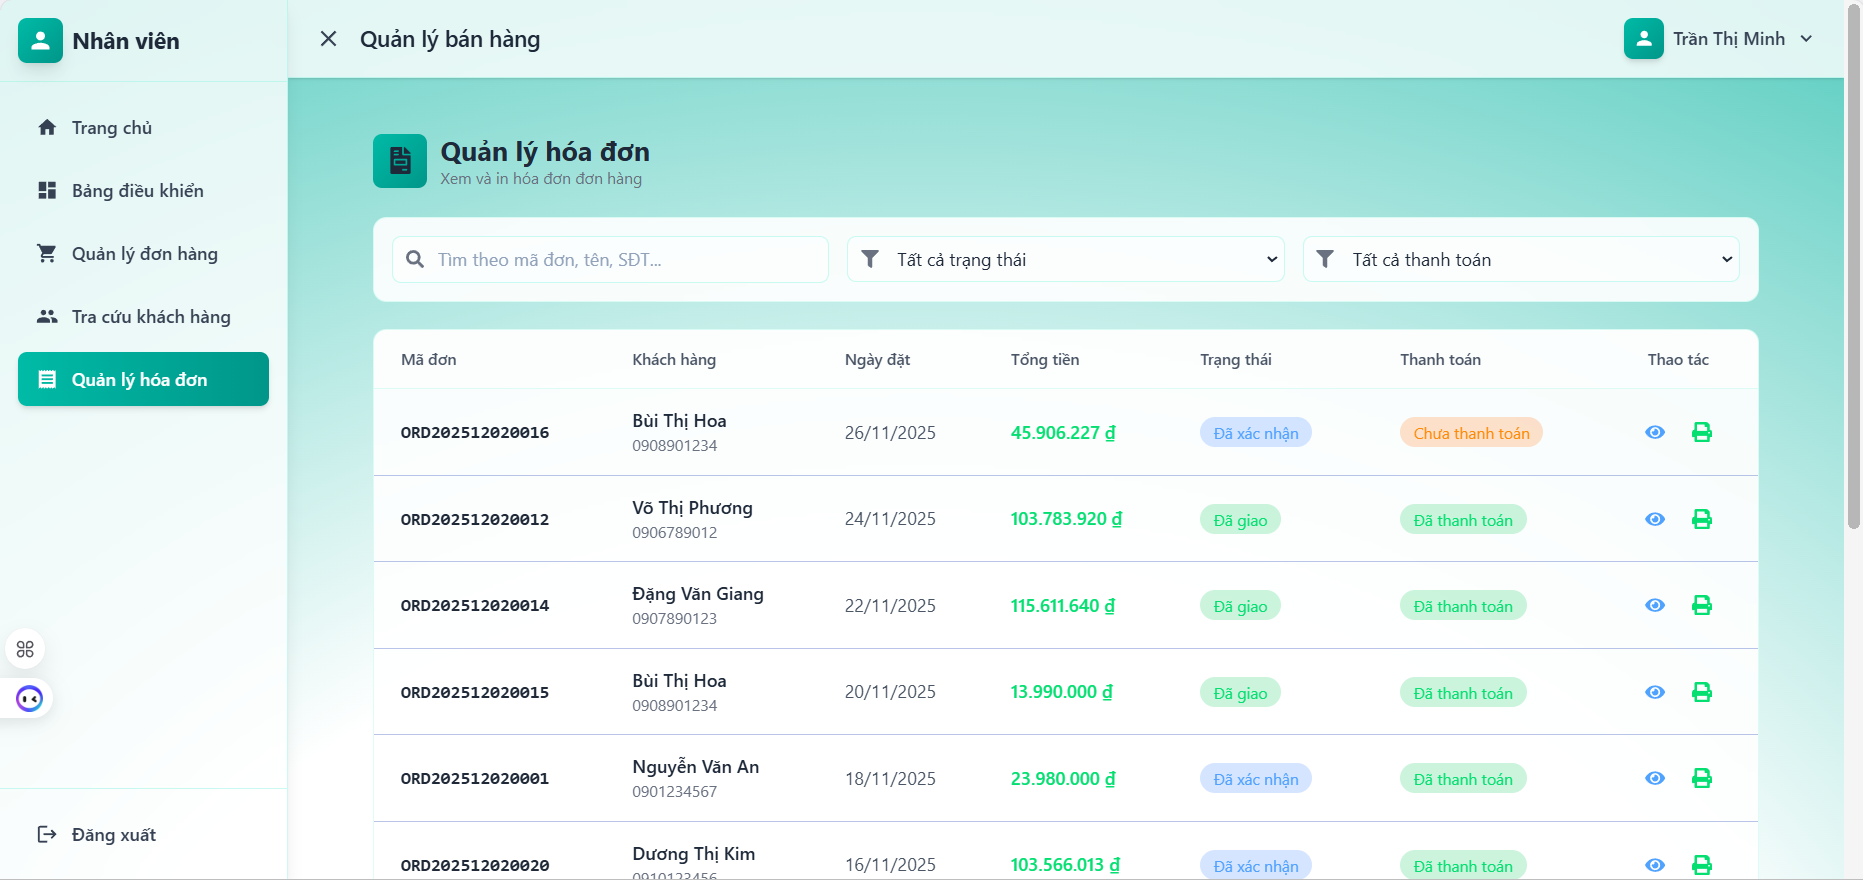 Nhân viên
Quản lý bán hàng
Trần Thị Minh
Trang chủ
Bảng điều khiển
Quản lý đơn hàng
Tra cứu khách hàng
Quản lý hóa đơn
Đăng xuất
Quản lý hóa đơn
Xem và in hóa đơn đơn hàng
Tìm theo mã đơn, tên, SĐT...
Tất cả trạng thái
Tất cả thanh toán
Mã đơn Khách hàng Ngày đặt Tổng tiền Trạng thái Thanh toán Thao tác
ORD202512020016 Bùi Thị Hoa 26/11/2025 45.906.227 ₫ Đã xác nhận Chưa thanh toán
0908901234
ORD202512020012 Võ Thị Phương 24/11/2025 103.783.920 ₫ Đã giao Đã thanh toán
0906789012
ORD202512020014 Đặng Văn Giang 22/11/2025 115.611.640 ₫ Đã giao Đã thanh toán
0907890123
ORD202512020015 Bùi Thị Hoa 20/11/2025 13.990.000 ₫ Đã giao Đã thanh toán
0908901234
ORD202512020001 Nguyễn Văn An 18/11/2025 23.980.000 ₫ Đã xác nhận Đã thanh toán
0901234567
ORD202512020020 Dương Thị Kim 16/11/2025 103.566.013 ₫ Đã xác nhận Đã thanh toán
0910123456